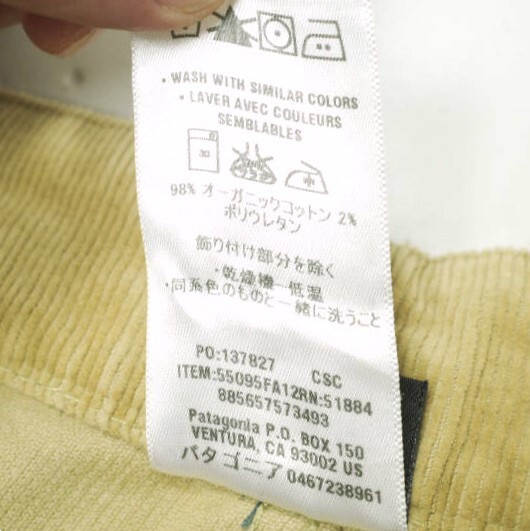 • WASH WITH SIMILAR COLORS
• LAVER AVEC COULEURS
SEMBLABLES
30
98% オーガニックコットン 2%
ポリウレタン
飾り付け部分を除く
・乾燥機－低温
・同系色のものと一緒に洗うこと
PO:137827 CSC
ITEM:55095FA12RN:51884
885657573493
Patagonia P.O. BOX 150
VENTURA, CA 93002 US
パタゴニア 0467238961